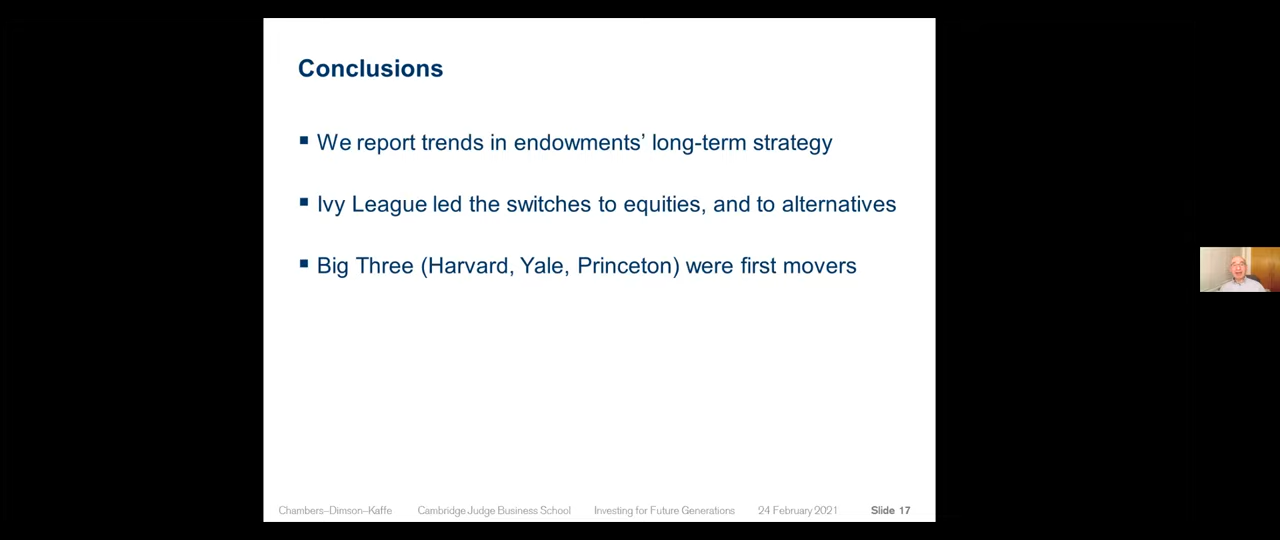 Conclusions
▪ We report trends in endowments’ long-term strategy
▪ Ivy League led the switches to equities, and to alternatives
▪ Big Three (Harvard, Yale, Princeton) were first movers
Chambers–Dimson–Kaffe Cambridge Judge Business School Investing for Future Generations 24 February 2021 Slide 17